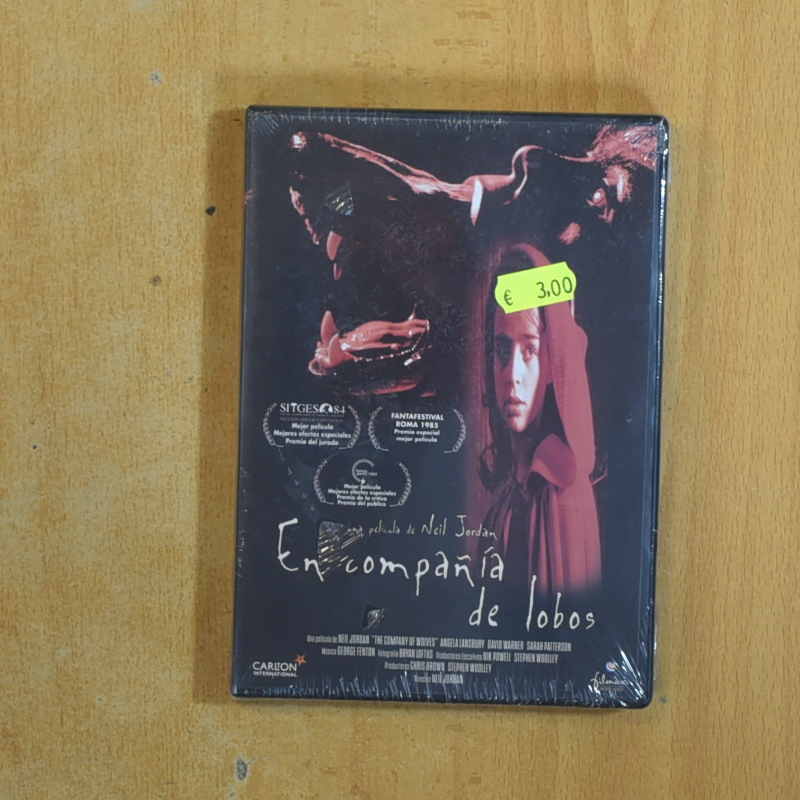 € 3,00
SITGES 84
Mejor película
Mejores efectos especiales
Premio del jurado
FANTAFESTIVAL
ROMA 1985
Premio especial
mejor película
Mejor película
Mejores efectos especiales
Premio de la crítica
Premio del público
una película de Neil Jordan
En compañía
de lobos
Una película de NEIL JORDAN "THE COMPANY OF WOLVES" ANGELA LANSBURY DAVID WARNER SARAH PATTERSON
Música GEORGE FENTON Fotografía BRYAN LOFTUS Productores Ejecutivos NIK POWELL STEPHEN WOOLLEY
Productores CHRIS BROWN STEPHEN WOOLLEY
Director NEIL JORDAN
CARLTON
INTERNATIONAL
filmax